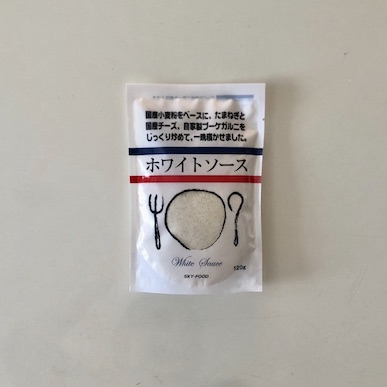 国産小麦粉をベースに、たまねぎと
国産チーズ、自家製ブーケガルニを
じっくり炒めて、一晩寝かせました。
ホワイトソース
White Sauce
SKY-FOOD
120g